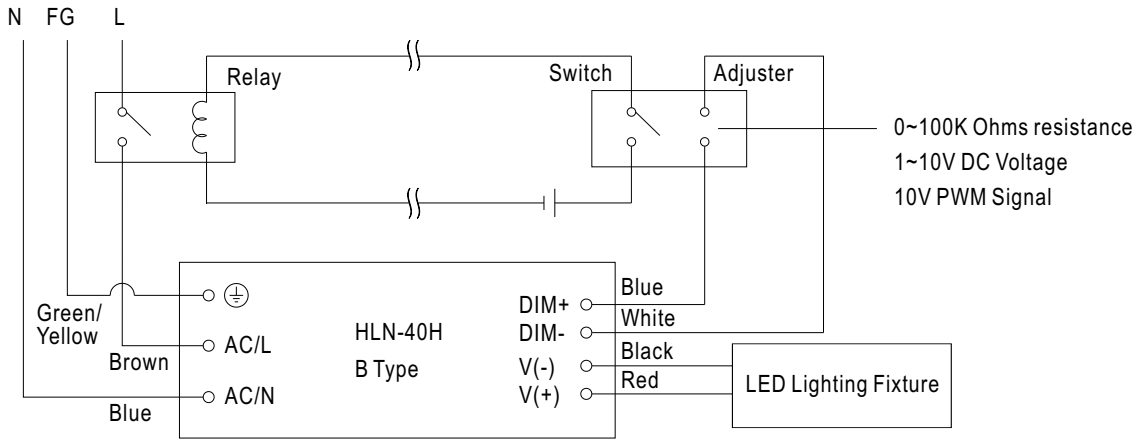 N FG L
Relay
Switch
Adjuster
0~100K Ohms resistance
1~10V DC Voltage
10V PWM Signal
Green/
Yellow
Brown
Blue
AC/L
AC/N
HLN-40H
B Type
DIM+
DIM-
V(-)
V(+)
Blue
White
Black
Red
LED Lighting Fixture